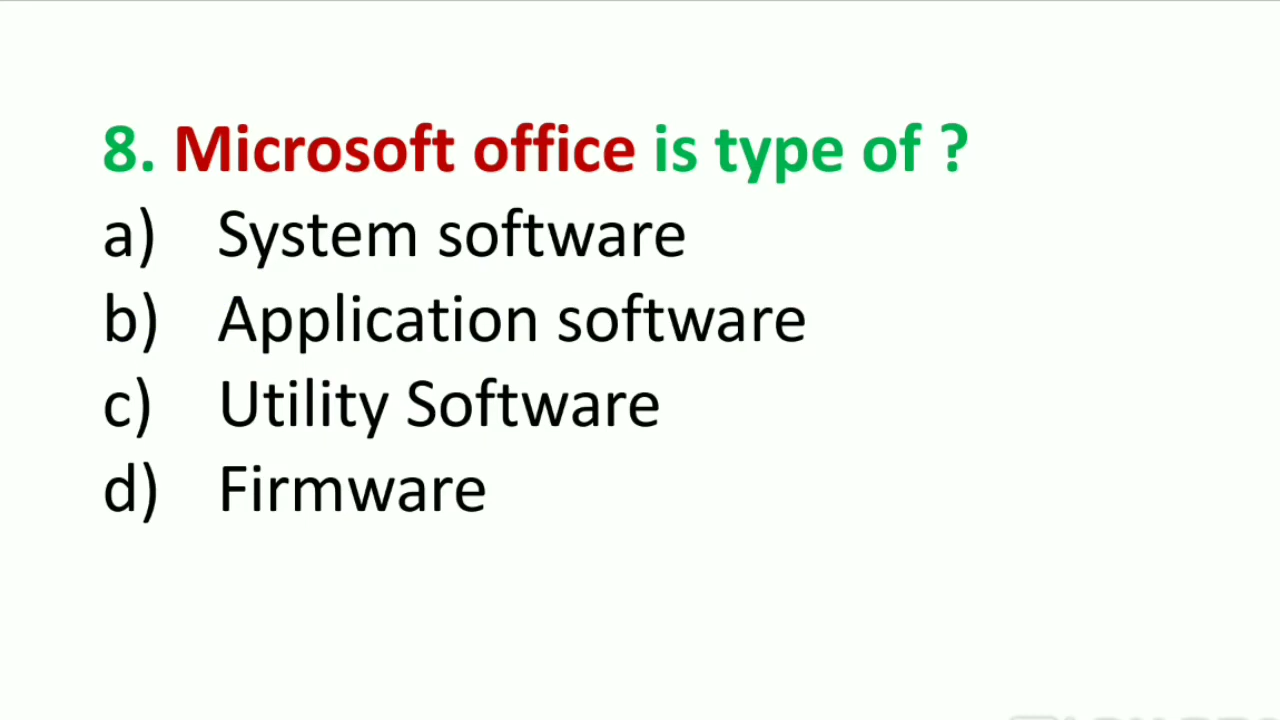 8. Microsoft office is type of ?
a) System software
b) Application software
c) Utility Software
d) Firmware